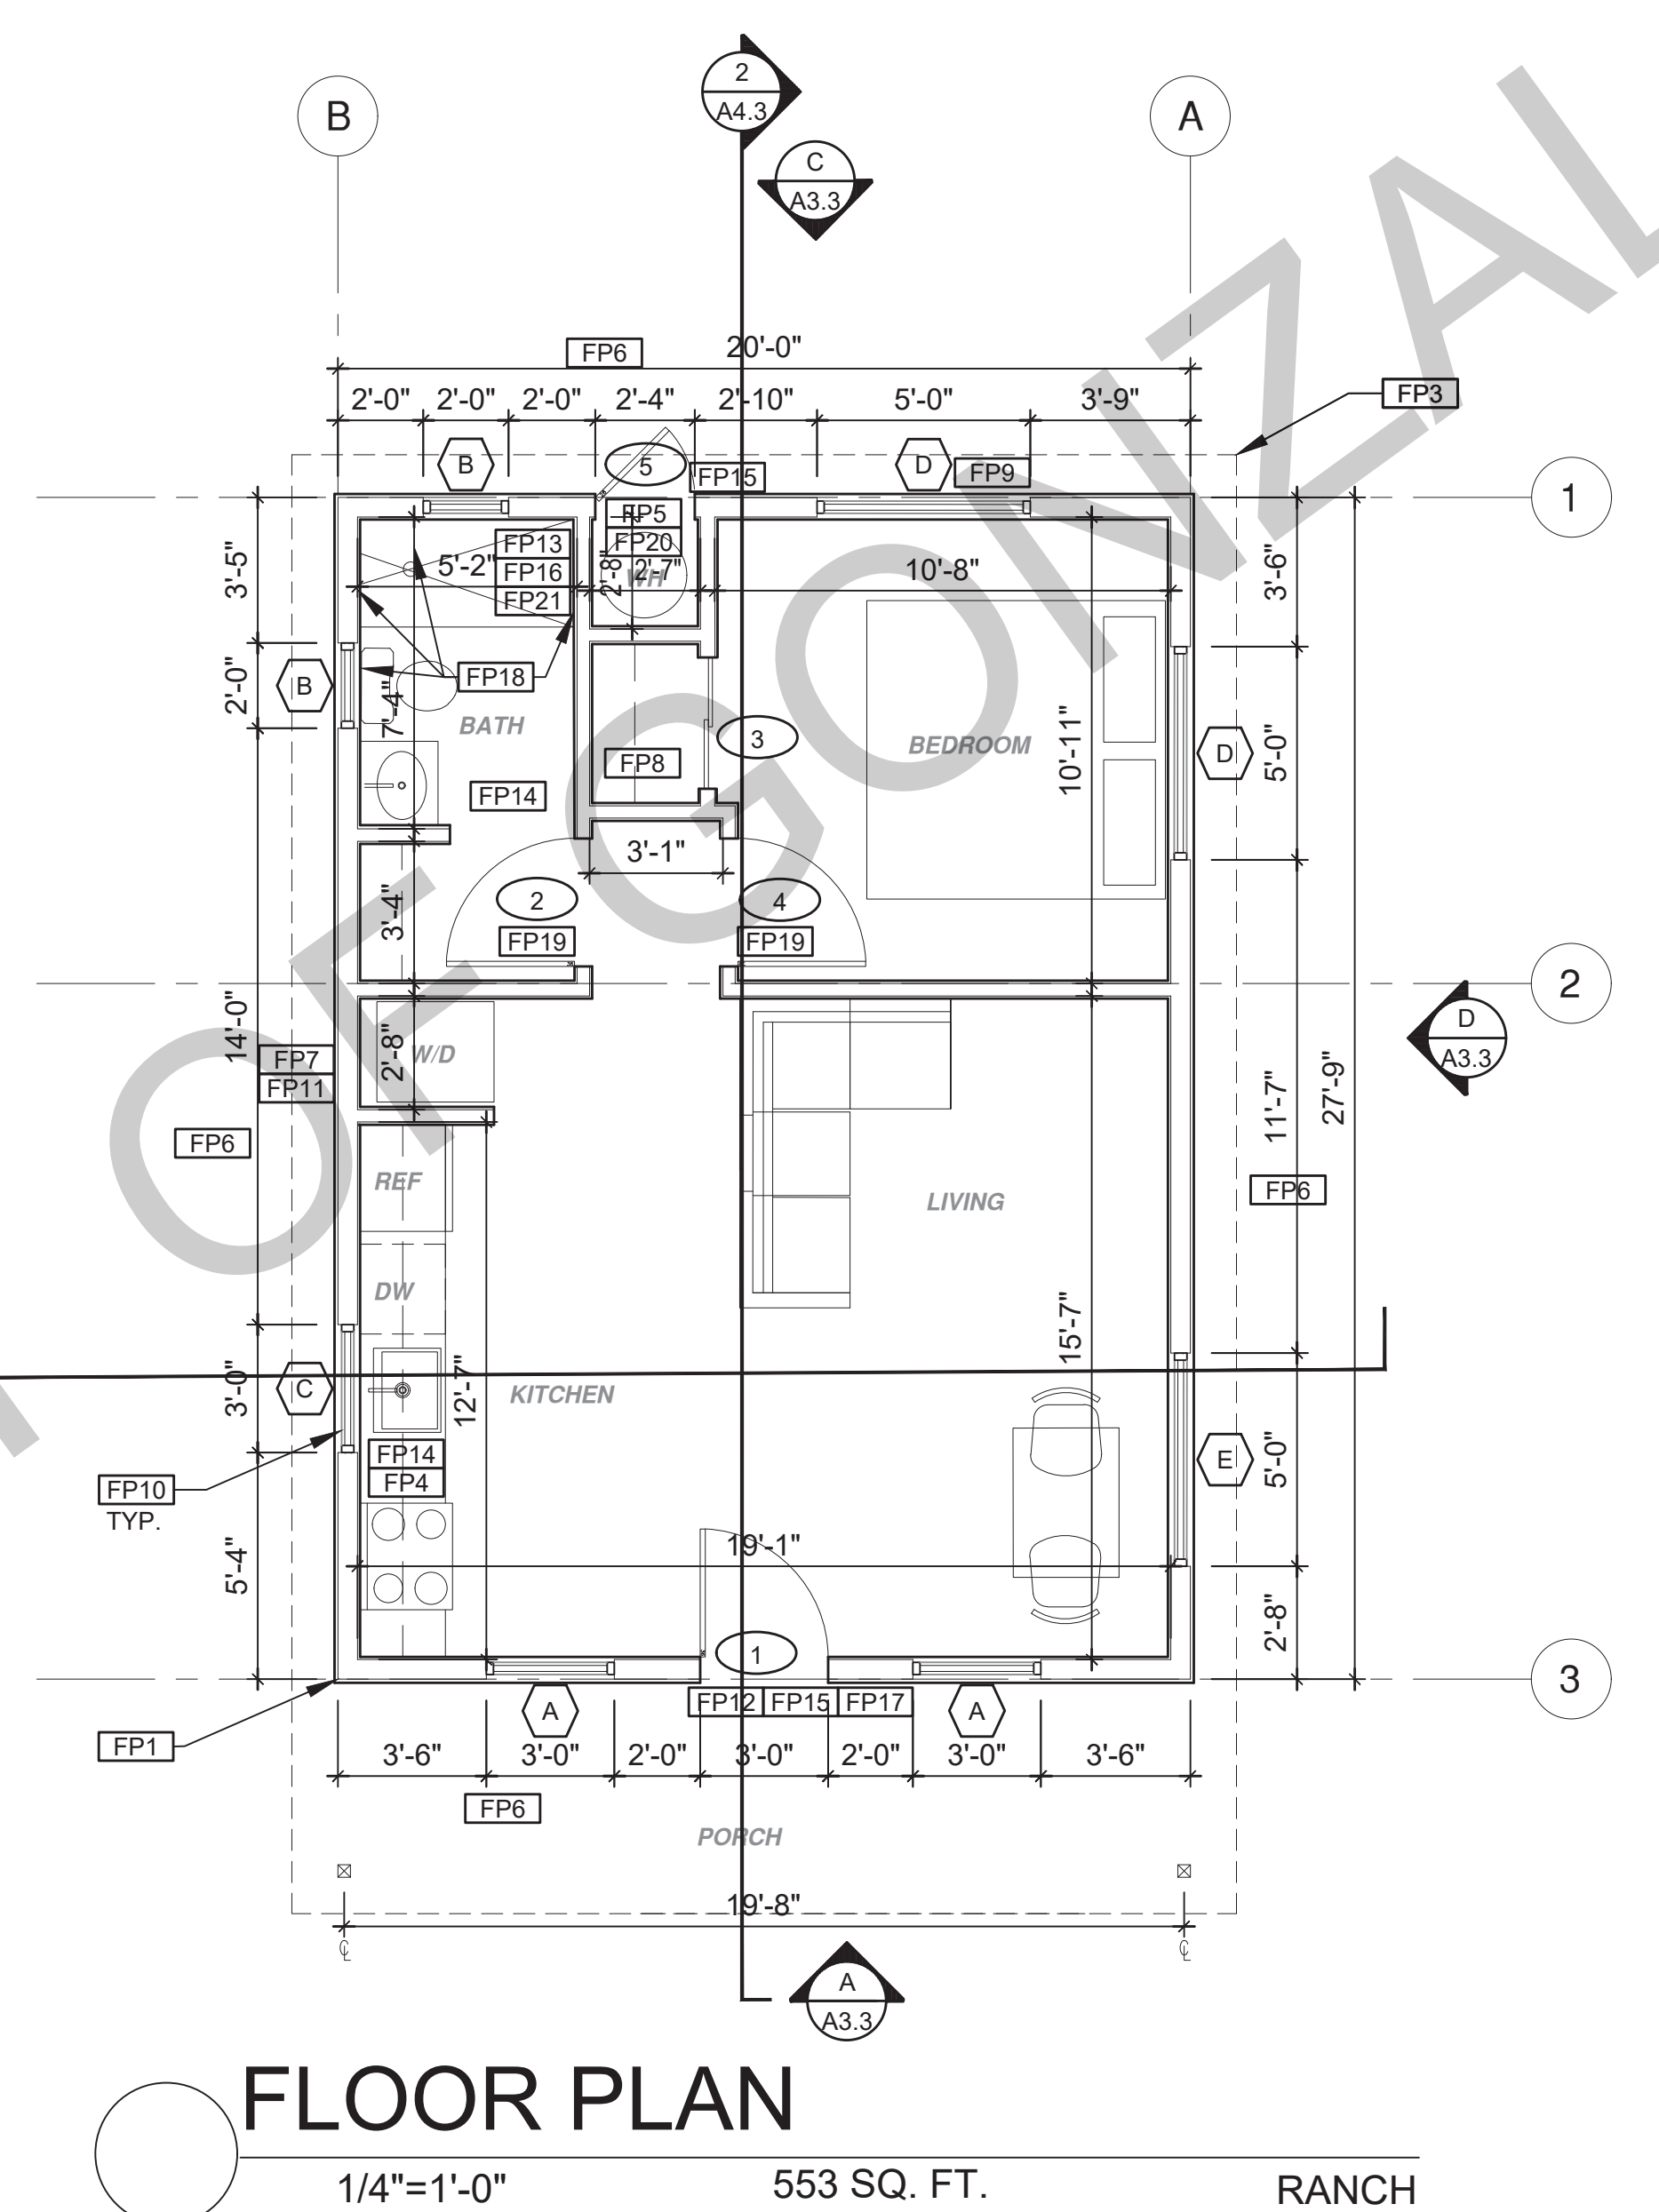 2
A4.3
B
A
C
A3.3
OF GONZAL
FP6
20'-0"
2'-0" 2'-0" 2'-0" 2'-4" 2'-10" 5'-0" 3'-9"
FP3
B
5
FP15
D
FP9
1
FP5
FP20
FP13
FP16
FP21
5'-2"
2'-8"
2'-7"
WH
10'-8"
3'-5"
3'-6"
B
2'-0"
FP18
7'-4"
BATH
3
BEDROOM
10'-11"
D
5'-0"
FP8
FP14
3'-1"
2
4
3'-4"
FP19
FP19
2
14'-0"
D
A3.3
FP7
FP11
2'-8"
W/D
11'-7"
27'-9"
FP6
REF
LIVING
FP6
DW
15'-7"
3'-0"
C
12'-7"
KITCHEN
FP14
FP4
E
5'-0"
FP10
TYP.
19'-1"
5'-4"
2'-8"
1
3
A
FP12 FP15 FP17
A
FP1
3'-6" 3'-0" 2'-0" 3'-0" 2'-0" 3'-0" 3'-6"
FP6
PORCH
19'-8"
CL
CL
A
A3.3
FLOOR PLAN
1/4"=1'-0" 553 SQ. FT. RANCH